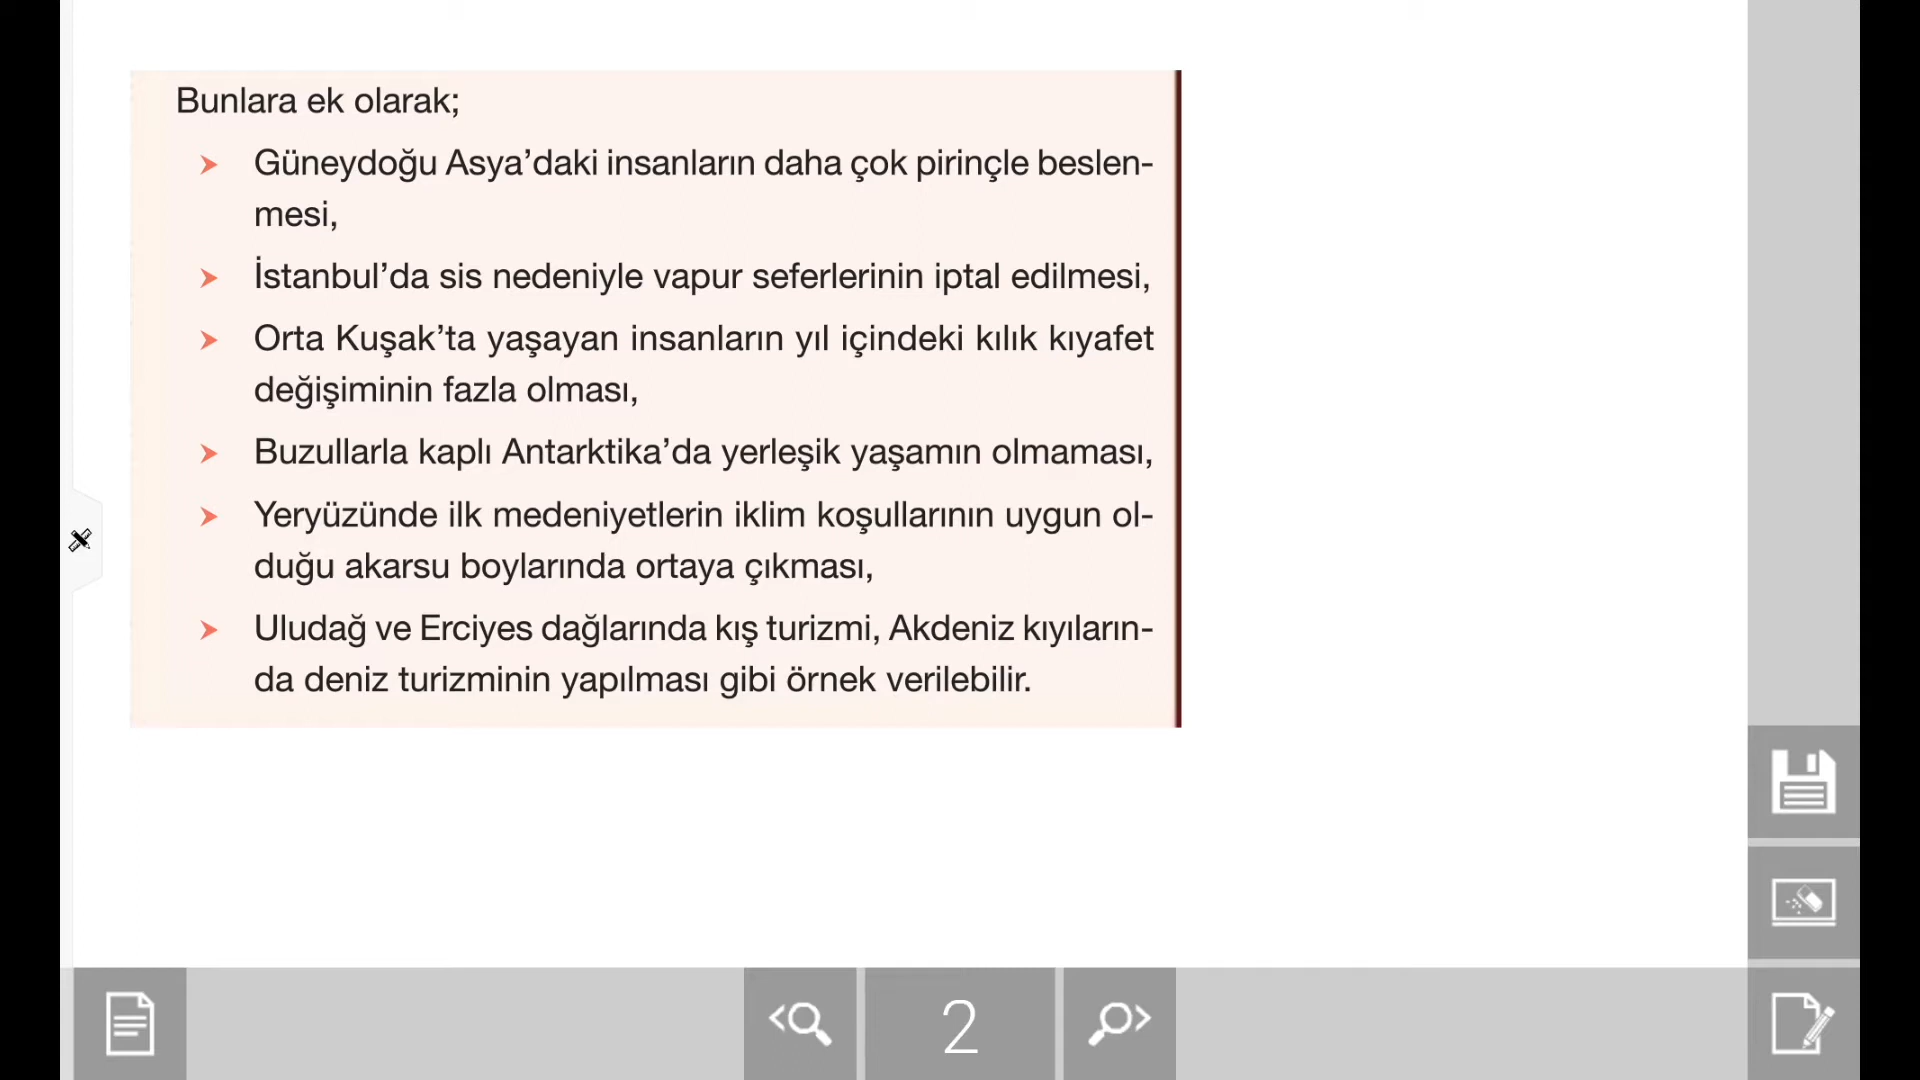 Bunlara ek olarak;
➤ Güneydoğu Asya’daki insanların daha çok pirinçle beslen-
mesi,
➤ İstanbul’da sis nedeniyle vapur seferlerinin iptal edilmesi,
➤ Orta Kuşak’ta yaşayan insanların yıl içindeki kılık kıyafet
değişiminin fazla olması,
➤ Buzullarla kaplı Antarktika’da yerleşik yaşamın olmaması,
➤ Yeryüzünde ilk medeniyetlerin iklim koşullarının uygun ol-
duğu akarsu boylarında ortaya çıkması,
➤ Uludağ ve Erciyes dağlarında kış turizmi, Akdeniz kıyıların-
da deniz turizminin yapılması gibi örnek verilebilir.
2